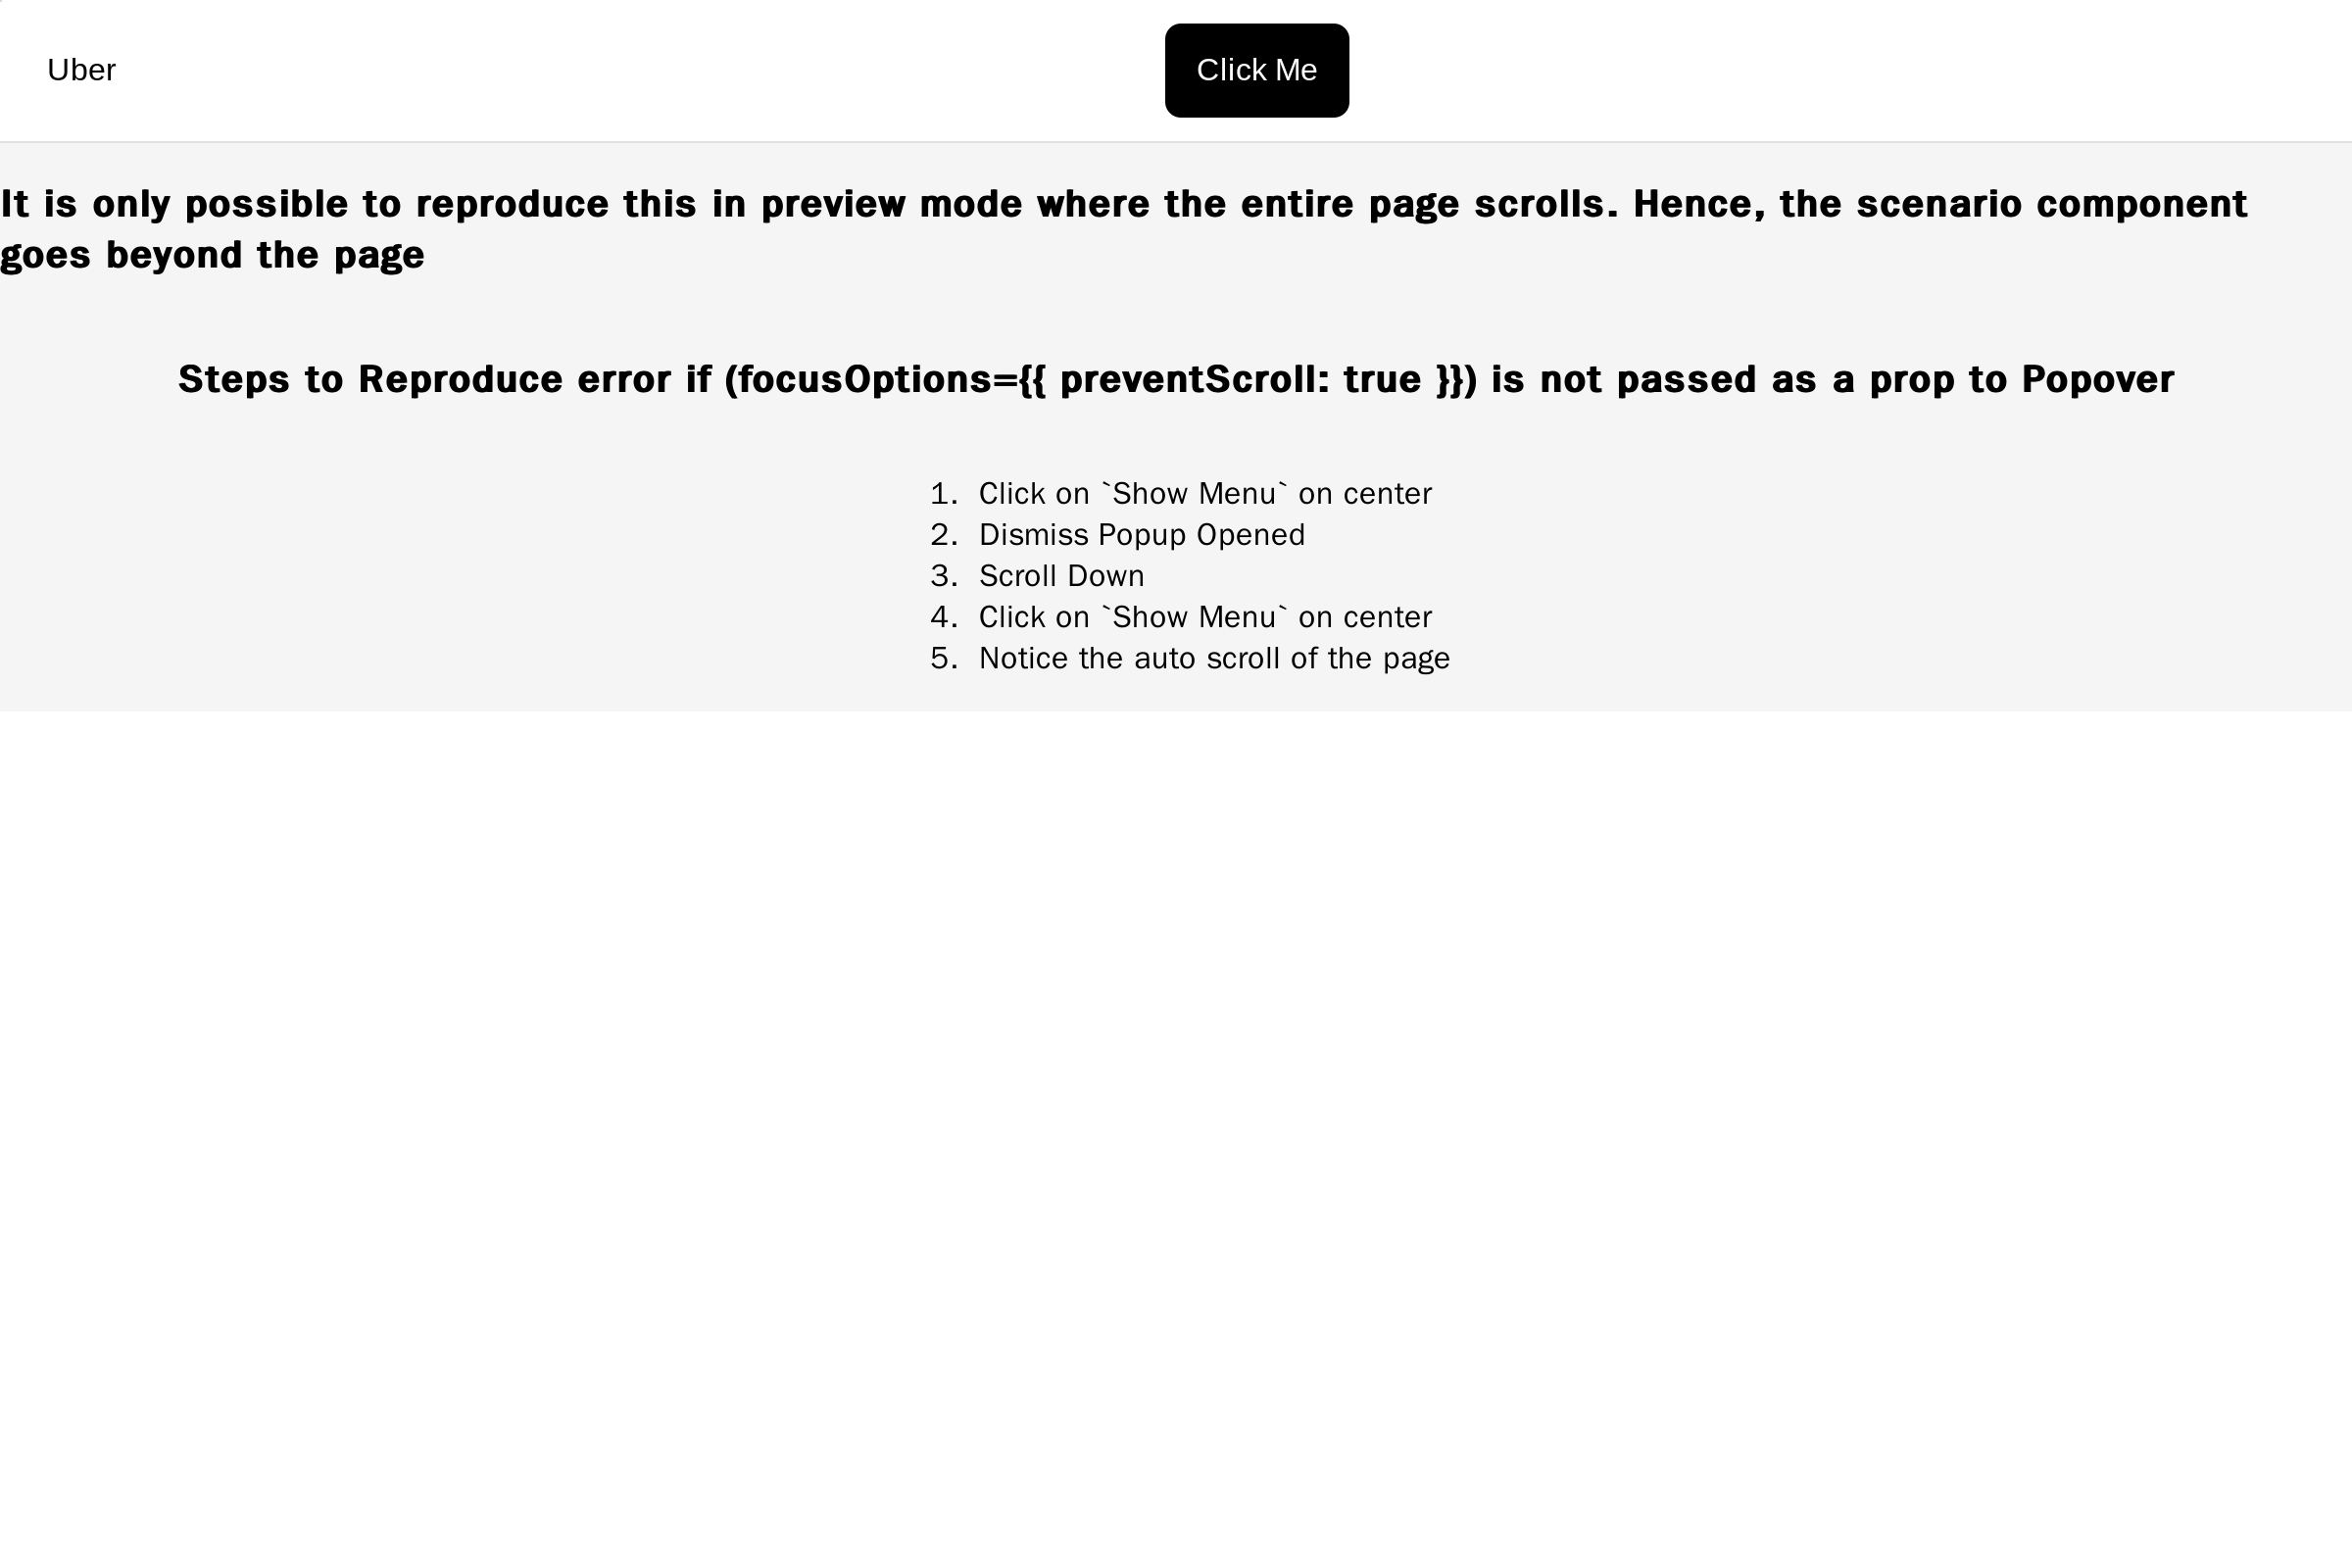 Uber
Click Me
It is only possible to reproduce this in preview mode where the entire page scrolls. Hence, the scenario component
goes beyond the page
Steps to Reproduce error if (focusOptions={{ preventScroll: true }}) is not passed as a prop to Popover
1. Click on `Show Menu` on center
2. Dismiss Popup Opened
3. Scroll Down
4. Click on `Show Menu` on center
5. Notice the auto scroll of the page